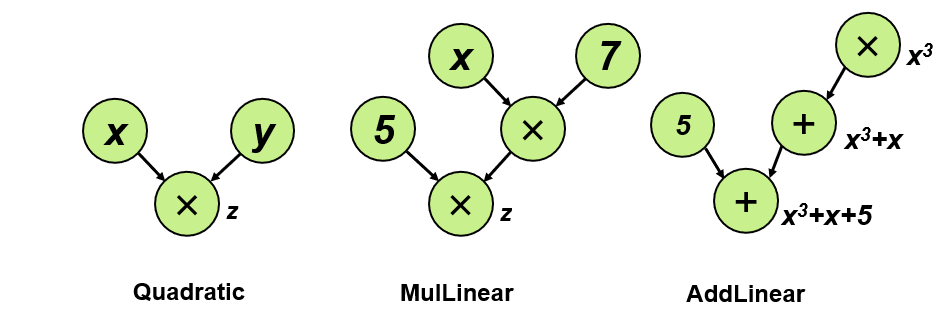 x
y
×
z
Quadratic
x
7
5
×
×
z
MulLinear
×
x³
5
+
x³+x
+
x³+x+5
AddLinear